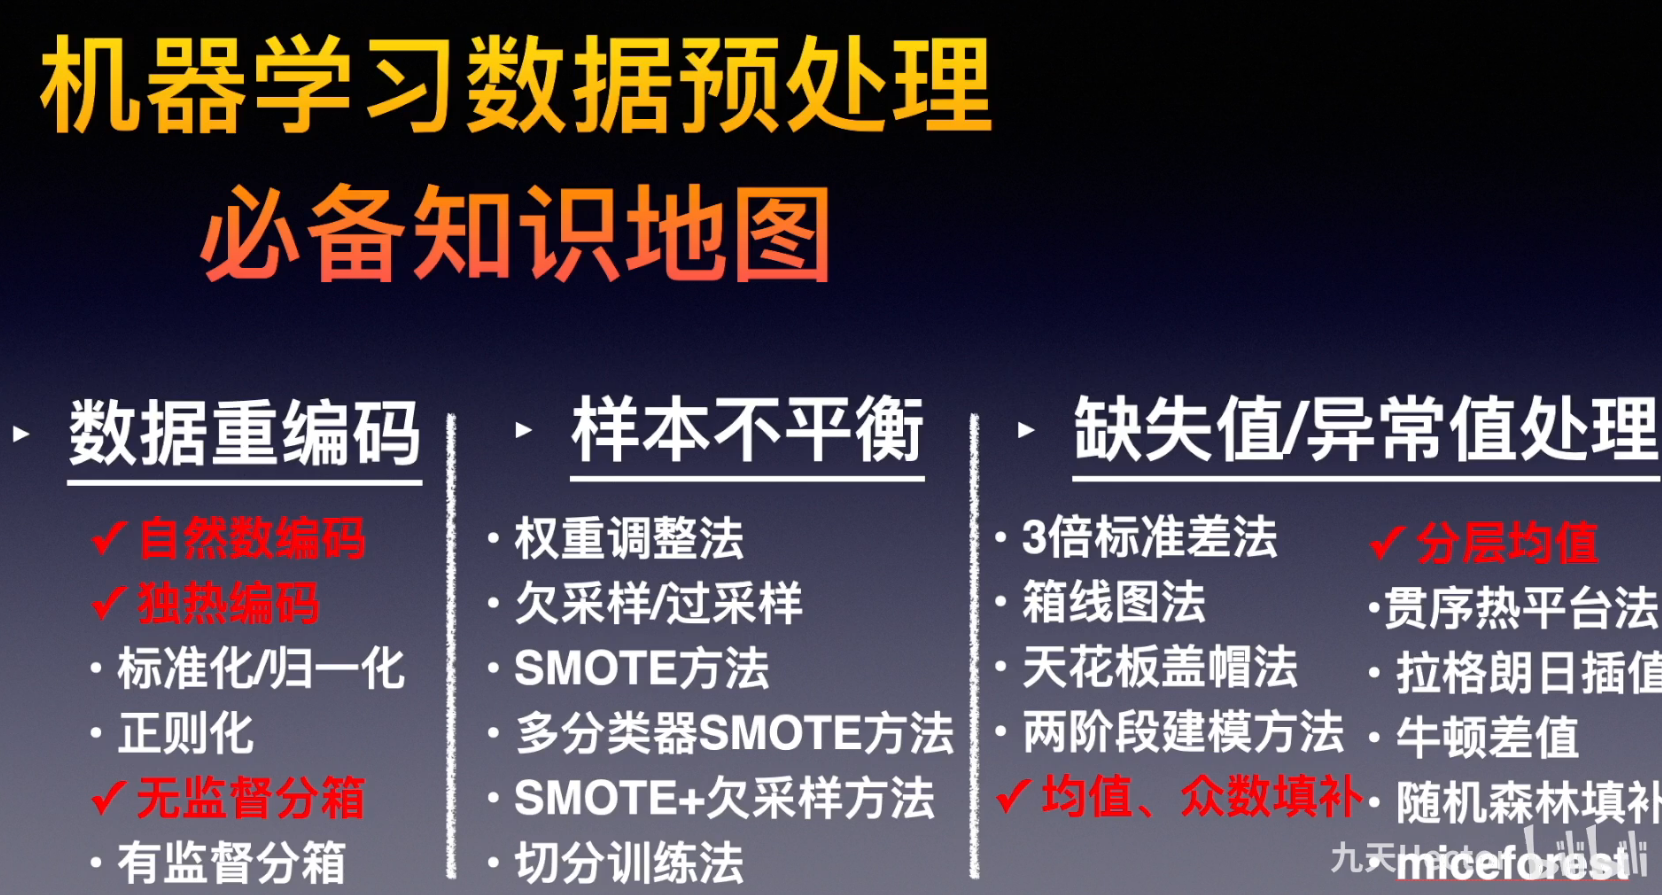 机器学习数据预处理
必备知识地图
数据重编码
✓自然数编码
✓独热编码
• 标准化/归一化
• 正则化
✓无监督分箱
• 有监督分箱
样本不平衡
• 权重调整法
• 欠采样/过采样
• SMOTE方法
• 多分类器SMOTE方法
• SMOTE+欠采样方法
• 切分训练法
缺失值/异常值处理
• 3倍标准差法
• 箱线图法
• 天花板盖帽法
• 两阶段建模方法
✓均值、众数填补
✓分层均值
•贯序热平台法
• 拉格朗日插值
• 牛顿差值
• 随机森林填补
• miceforest
九天Hector